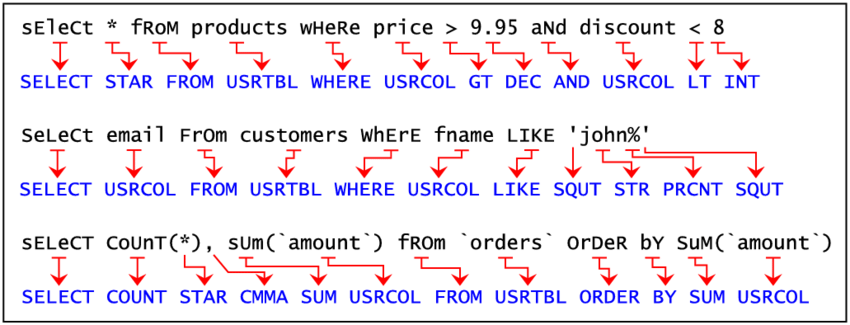 sElEcT * fRoM products wHeRe price > 9.95 aNd discount < 8
SELECT STAR FROM USRTBL WHERE USRCOL GT DEC AND USRCOL LT INT
SeLeCt email FrOm customers WhErE fname LIKE 'john%'
SELECT USRCOL FROM USRTBL WHERE USRCOL LIKE SQUT STR PRCNT SQUT
sELeCT CoUnT(*), sUm(`amount`) fROm `orders` OrDeR bY SuM(`amount`)
SELECT COUNT STAR CMMA SUM USRCOL FROM USRTBL ORDER BY SUM USRCOL